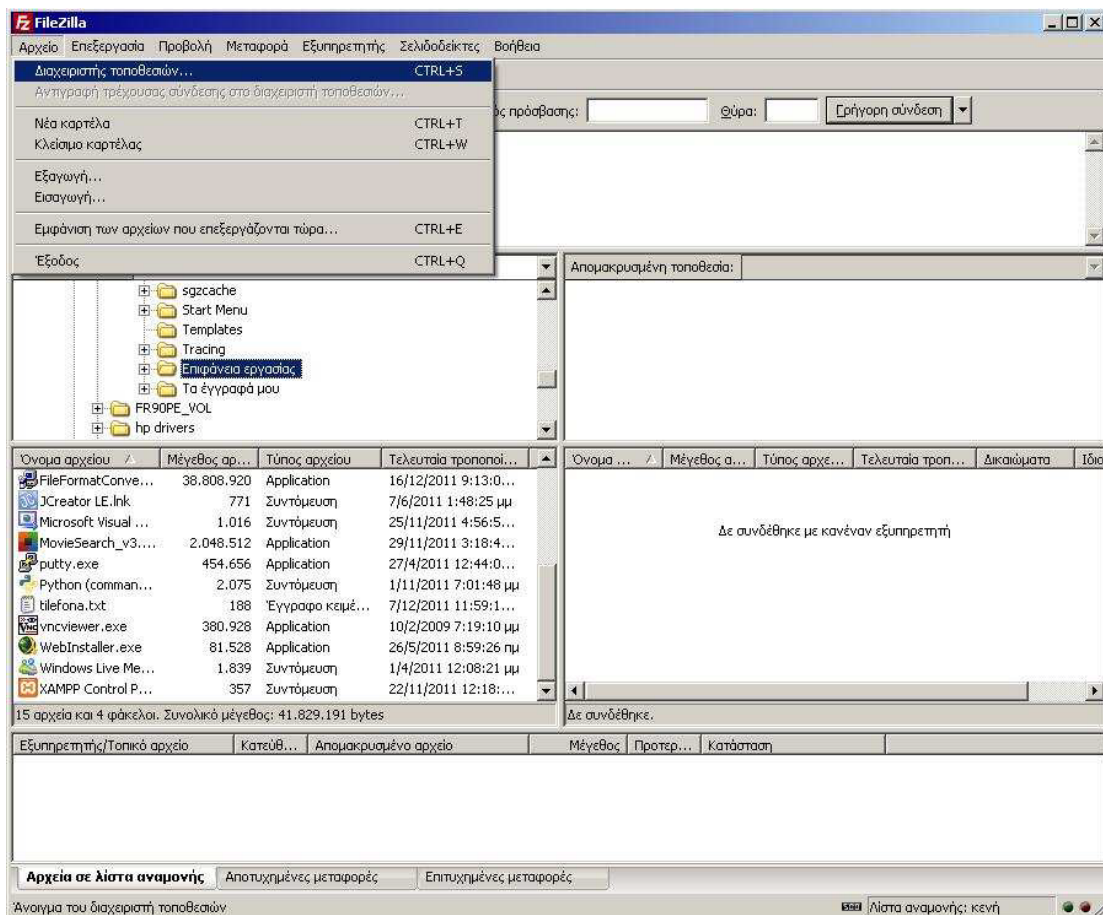 FileZilla
Αρχείο Επεξεργασία Προβολή Μεταφορά Εξυπηρετητής Σελιδοδείκτες Βοήθεια
Διαχειριστής τοποθεσιών... CTRL+S
Αντιγραφή τρέχουσας σύνδεσης στο διαχειριστή τοποθεσιών...
ός πρόσβασης: Θύρα: Γρήγορη σύνδεση
Νέα καρτέλα CTRL+T
Κλείσιμο καρτέλας CTRL+W
Εξαγωγή...
Εισαγωγή...
Εμφάνιση των αρχείων που επεξεργάζονται τώρα... CTRL+E
Έξοδος CTRL+Q
Απομακρυσμένη τοποθεσία:
sgzcache
Start Menu
Templates
Tracing
Επιφάνεια εργασίας
Τα έγγραφά μου
FR90PE_VOL
hp drivers
Όνομα αρχείου Μέγεθος αρ... Τύπος αρχείου Τελευταία τροποποί...
FileFormatConve... 38.808.920 Application 16/12/2011 9:13:0...
JCreator LE.lnk 771 Συντόμευση 7/6/2011 1:48:25 μμ
Microsoft Visual ... 1.016 Συντόμευση 25/11/2011 4:56:5...
MovieSearch_v3.... 2.048.512 Application 29/11/2011 3:18:4...
putty.exe 454.656 Application 27/4/2011 12:44:0...
Python (comman... 2.075 Συντόμευση 1/11/2011 7:01:48 μμ
tilefona.txt 188 Έγγραφο κειμέ... 7/12/2011 11:59:1...
vncviewer.exe 380.928 Application 10/2/2009 7:19:10 μμ
WebInstaller.exe 81.528 Application 26/5/2011 8:59:26 πμ
Windows Live Me... 1.839 Συντόμευση 1/4/2011 12:08:21 μμ
XAMPP Control P... 357 Συντόμευση 22/11/2011 12:18:...
15 αρχεία και 4 φάκελοι. Συνολικό μέγεθος: 41.829.191 bytes
Όνομα ... Μέγεθος α... Τύπος αρχε... Τελευταία τροπ... Δικαιώματα Ιδιο
Δε συνδέθηκε με κανέναν εξυπηρετητή
Δε συνδέθηκε.
Εξυπηρετητής/Τοπικό αρχείο Κατεύθ... Απομακρυσμένο αρχείο Μέγεθος Προτερ... Κατάσταση
Αρχεία σε λίστα αναμονής Αποτυχημένες μεταφορές Επιτυχημένες μεταφορές
Άνοιγμα του διαχειριστή τοποθεσιών Λίστα αναμονής: κενή